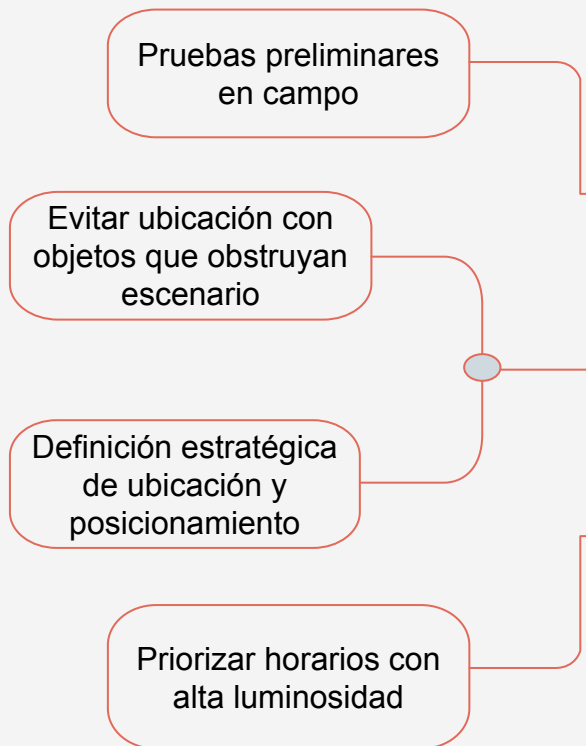 Pruebas preliminares
en campo
Evitar ubicación con
objetos que obstruyan
escenario
Definición estratégica
de ubicación y
posicionamiento
Priorizar horarios con
alta luminosidad